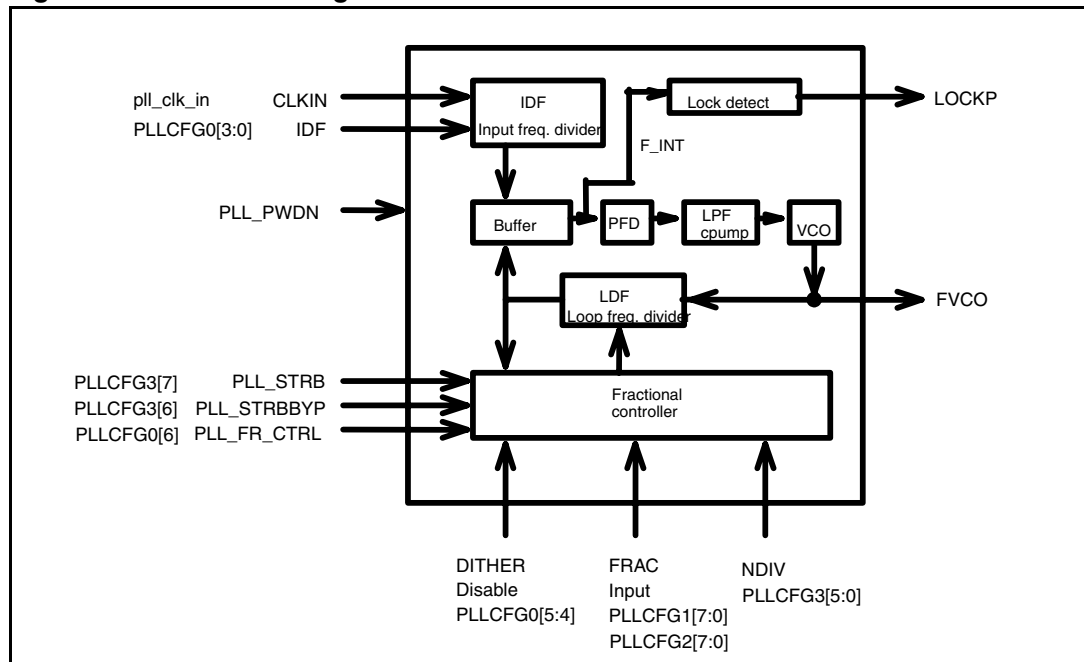 pll_clk_in CLKIN
PLLCFG0[3:0] IDF
IDF
Input freq. divider
Lock detect
LOCKP
F_INT
PLL_PWDN
Buffer
PFD
LPF
cpump
VCO
LDF
Loop freq. divider
FVCO
PLLCFG3[7] PLL_STRB
PLLCFG3[6] PLL_STRBBYP
PLLCFG0[6] PLL_FR_CTRL
Fractional
controller
DITHER
Disable
PLLCFG0[5:4]
FRAC
Input
PLLCFG1[7:0]
PLLCFG2[7:0]
NDIV
PLLCFG3[5:0]